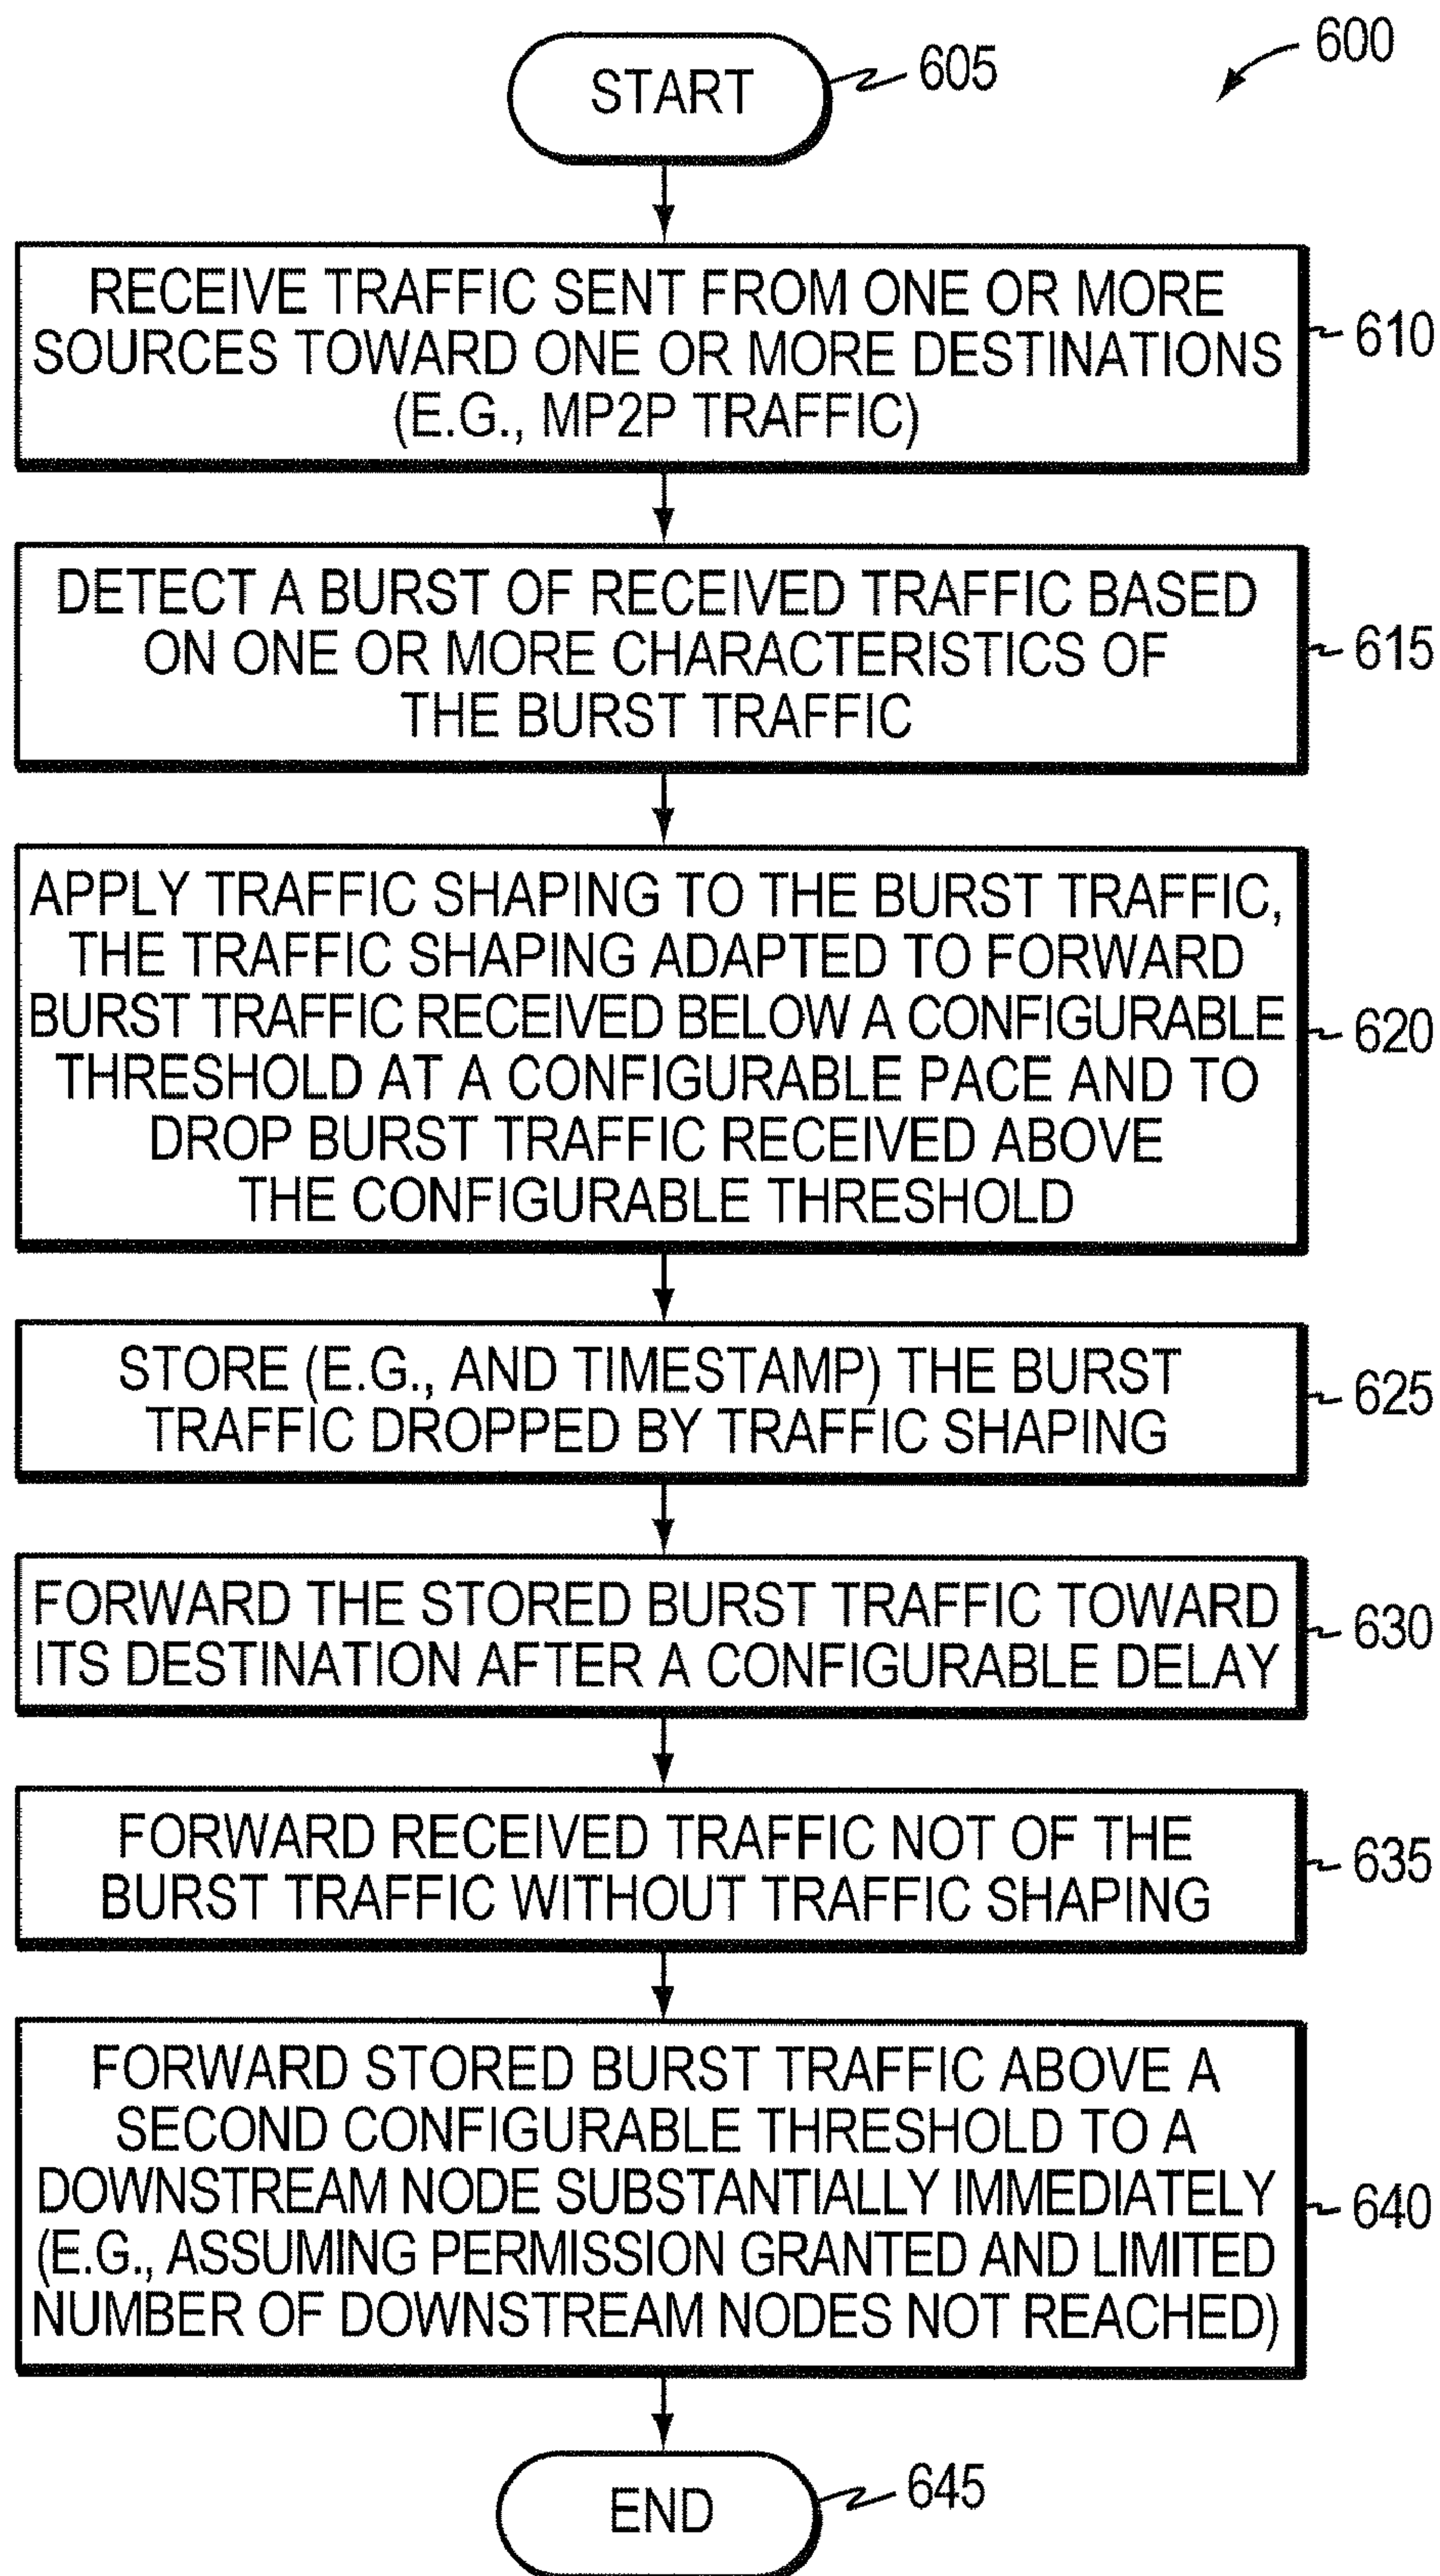 600
START
605
RECEIVE TRAFFIC SENT FROM ONE OR MORE
SOURCES TOWARD ONE OR MORE DESTINATIONS
(E.G., MP2P TRAFFIC)
610
DETECT A BURST OF RECEIVED TRAFFIC BASED
ON ONE OR MORE CHARACTERISTICS OF
THE BURST TRAFFIC
615
APPLY TRAFFIC SHAPING TO THE BURST TRAFFIC,
THE TRAFFIC SHAPING ADAPTED TO FORWARD
BURST TRAFFIC RECEIVED BELOW A CONFIGURABLE
THRESHOLD AT A CONFIGURABLE PACE AND TO
DROP BURST TRAFFIC RECEIVED ABOVE
THE CONFIGURABLE THRESHOLD
620
STORE (E.G., AND TIMESTAMP) THE BURST
TRAFFIC DROPPED BY TRAFFIC SHAPING
625
FORWARD THE STORED BURST TRAFFIC TOWARD
ITS DESTINATION AFTER A CONFIGURABLE DELAY
630
FORWARD RECEIVED TRAFFIC NOT OF THE
BURST TRAFFIC WITHOUT TRAFFIC SHAPING
635
FORWARD STORED BURST TRAFFIC ABOVE A
SECOND CONFIGURABLE THRESHOLD TO A
DOWNSTREAM NODE SUBSTANTIALLY IMMEDIATELY
(E.G., ASSUMING PERMISSION GRANTED AND LIMITED
NUMBER OF DOWNSTREAM NODES NOT REACHED)
640
END
645